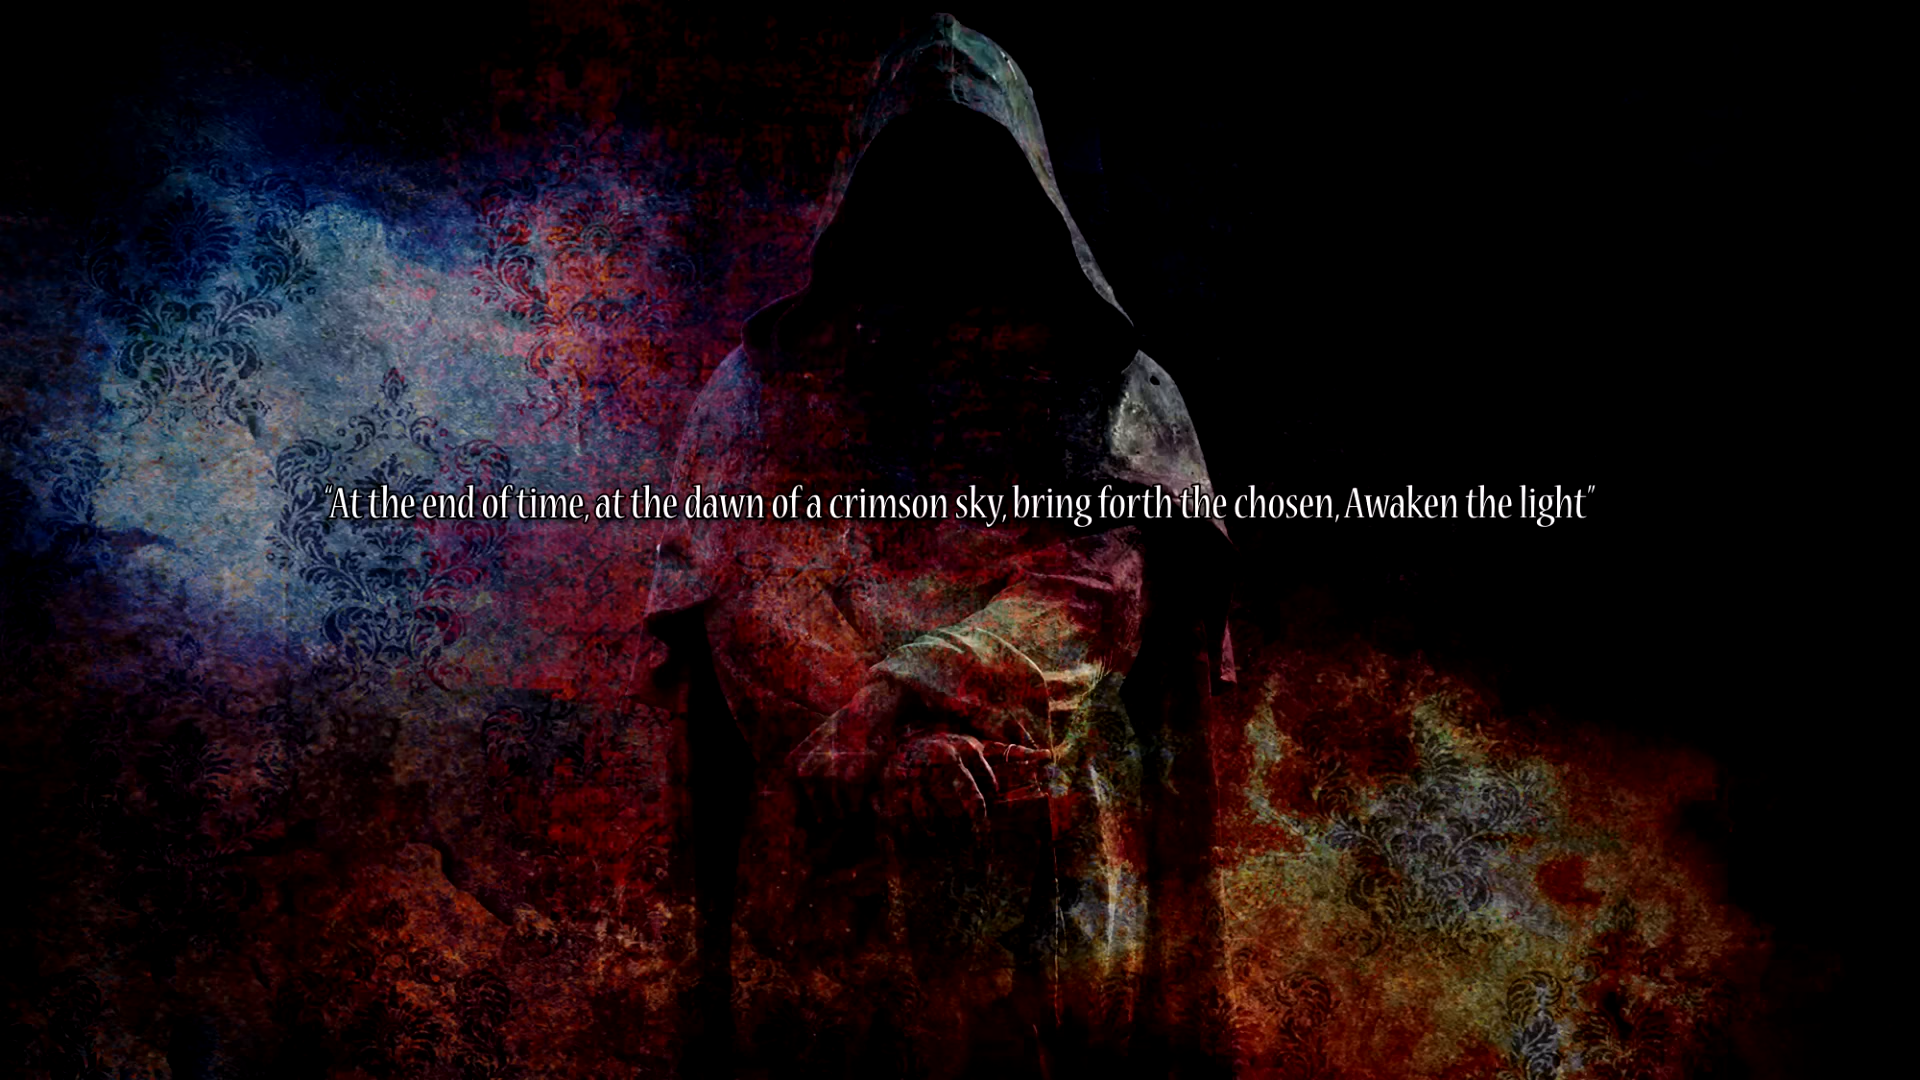 “At the end of time, at the dawn of a crimson sky, bring forth the chosen, Awaken the light”